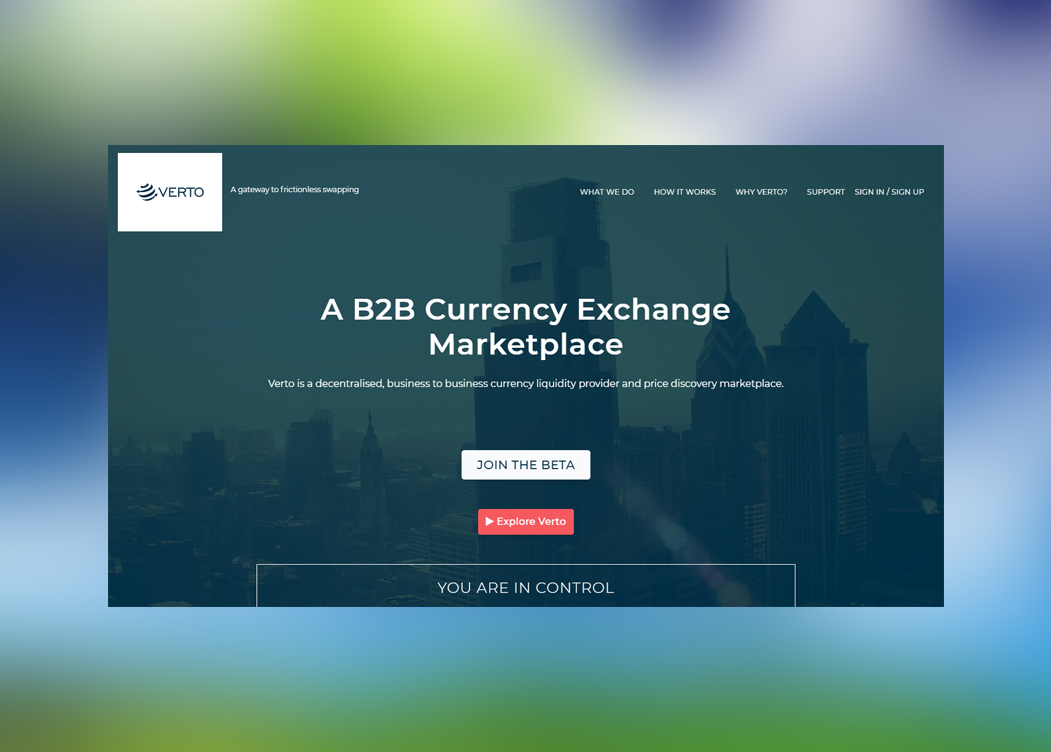 VERTO
A gateway to frictionless swapping
WHAT WE DO HOW IT WORKS WHY VERTO? SUPPORT SIGN IN / SIGN UP
A B2B Currency Exchange
Marketplace
Verto is a decentralised, business to business currency liquidity provider and price discovery marketplace.
JOIN THE BETA
Explore Verto
YOU ARE IN CONTROL